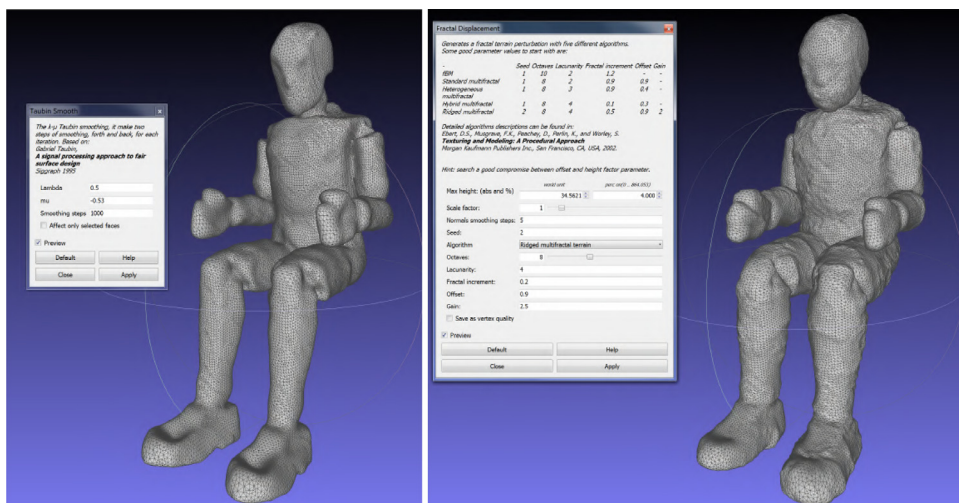 Taubin Smooth
The λ-μ Taubin smoothing, it make two
steps of smoothing, forth and back, for each
iteration. Based on:
Gabriel Taubin,
A signal processing approach to fair
surface design
Siggraph 1995
Lambda 0.5
mu -0.53
Smoothing steps 1000
Affect only selected faces
Preview
Default Help
Close Apply
Fractal Displacement
Generates a fractal terrain perturbation with five different algorithms.
Some good parameter values to start with are:
- Seed Octaves Lacunarity Fractal increment Offset Gain
fBM 1 10 2 1.2 - -
Standard multifractal 1 8 2 0.9 0.9 -
Heterogeneous 1 8 3 0.9 0.4 -
multifractal
Hybrid multifractal 1 8 4 0.1 0.3 -
Ridged multifractal 2 8 4 0.5 0.9 2
Detailed algorithms descriptions can be found in:
Ebert, D.S., Musgrave, F.K., Peachey, D., Perlin, K., and Worley, S.
Texturing and Modeling: A Procedural Approach
Morgan Kaufmann Publishers Inc., San Francisco, CA, USA, 2002.
Hint: search a good compromise between offset and height factor parameter.
world unit perc on(0 .. 864.051)
Max height: (abs and %) 34.5621 4.000
Scale factor: 1
Normals smoothing steps: 5
Seed: 2
Algorithm Ridged multifractal terrain
Octaves: 8
Lacunarity: 4
Fractal increment: 0.2
Offset: 0.9
Gain: 2.5
Save as vertex quality
Preview
Default Help
Close Apply